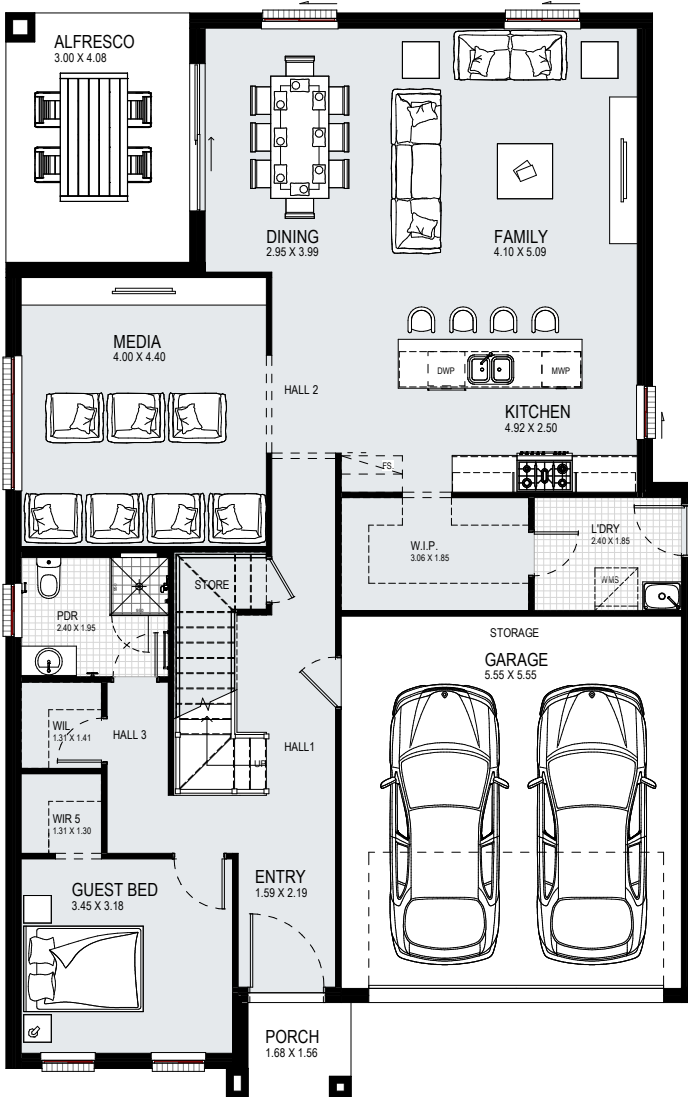 ALFRESCO
3.00 X 4.08
DINING
2.95 X 3.99
FAMILY
4.10 X 5.09
MEDIA
4.00 X 4.40
HALL 2
DWP
MWP
KITCHEN
4.92 X 2.50
FS.
W.I.P.
3.06 X 1.85
L'DRY
2.40 X 1.85
WMS
STORE
PDR
2.40 X 1.95
STORAGE
GARAGE
5.55 X 5.55
WIL
1.31 X 1.41
HALL 3
HALL1
UP
WIR 5
1.31 X 1.30
GUEST BED
3.45 X 3.18
ENTRY
1.59 X 2.19
PORCH
1.68 X 1.56